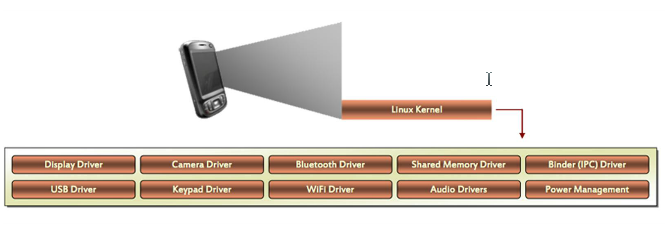 Linux Kernel
Display Driver
Camera Driver
Bluetooth Driver
Shared Memory Driver
Binder (IPC) Driver
USB Driver
Keypad Driver
WiFi Driver
Audio Drivers
Power Management